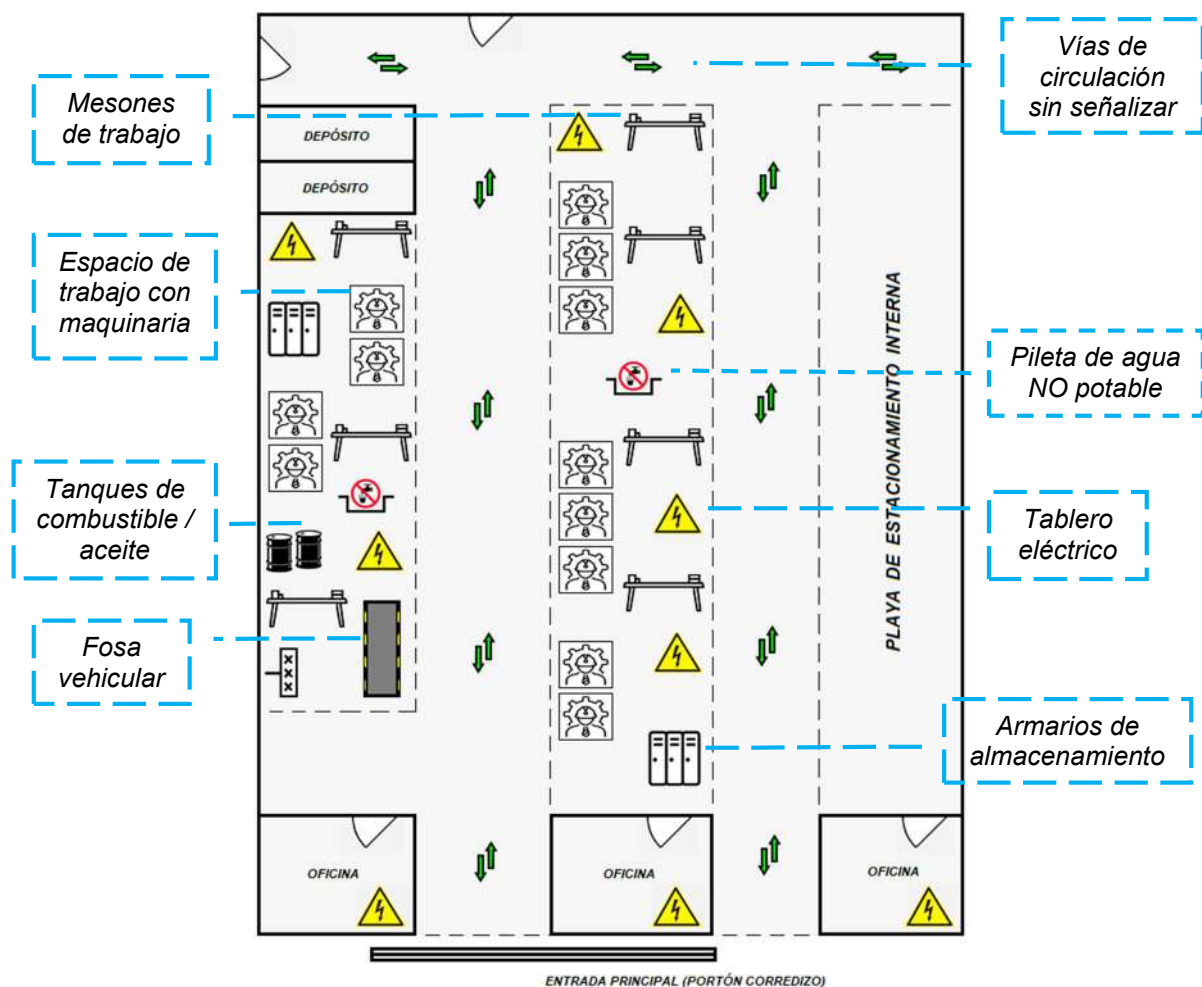 Mesones
de trabajo
Vías de
circulación
sin señalizar
DEPÓSITO
DEPÓSITO
Espacio de
trabajo con
maquinaria
Pileta de agua
NO potable
PLAYA DE ESTACIONAMIENTO INTERNA
Tanques de
combustible /
aceite
Tablero
eléctrico
Fosa
vehicular
Armarios de
almacenamiento
OFICINA
OFICINA
OFICINA
ENTRADA PRINCIPAL (PORTÓN CORREDIZO)